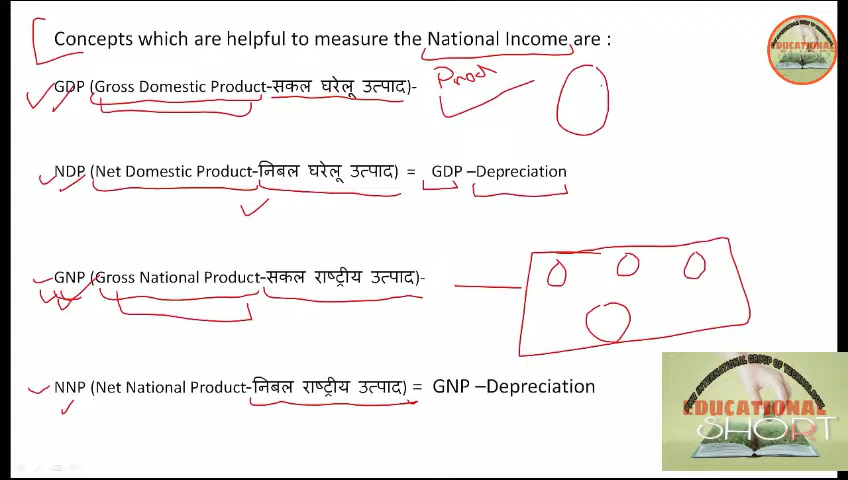 Concepts which are helpful to measure the National Income are :
GDP (Gross Domestic Product-सकल घरेलू उत्पाद)-
Prod
NDP (Net Domestic Product-निबल घरेलू उत्पाद) = GDP –Depreciation
GNP (Gross National Product-सकल राष्ट्रीय उत्पाद)-
NNP (Net National Product-निबल राष्ट्रीय उत्पाद) = GNP –Depreciation
EDUCATIONAL
EDUCATIONAL
SHORT